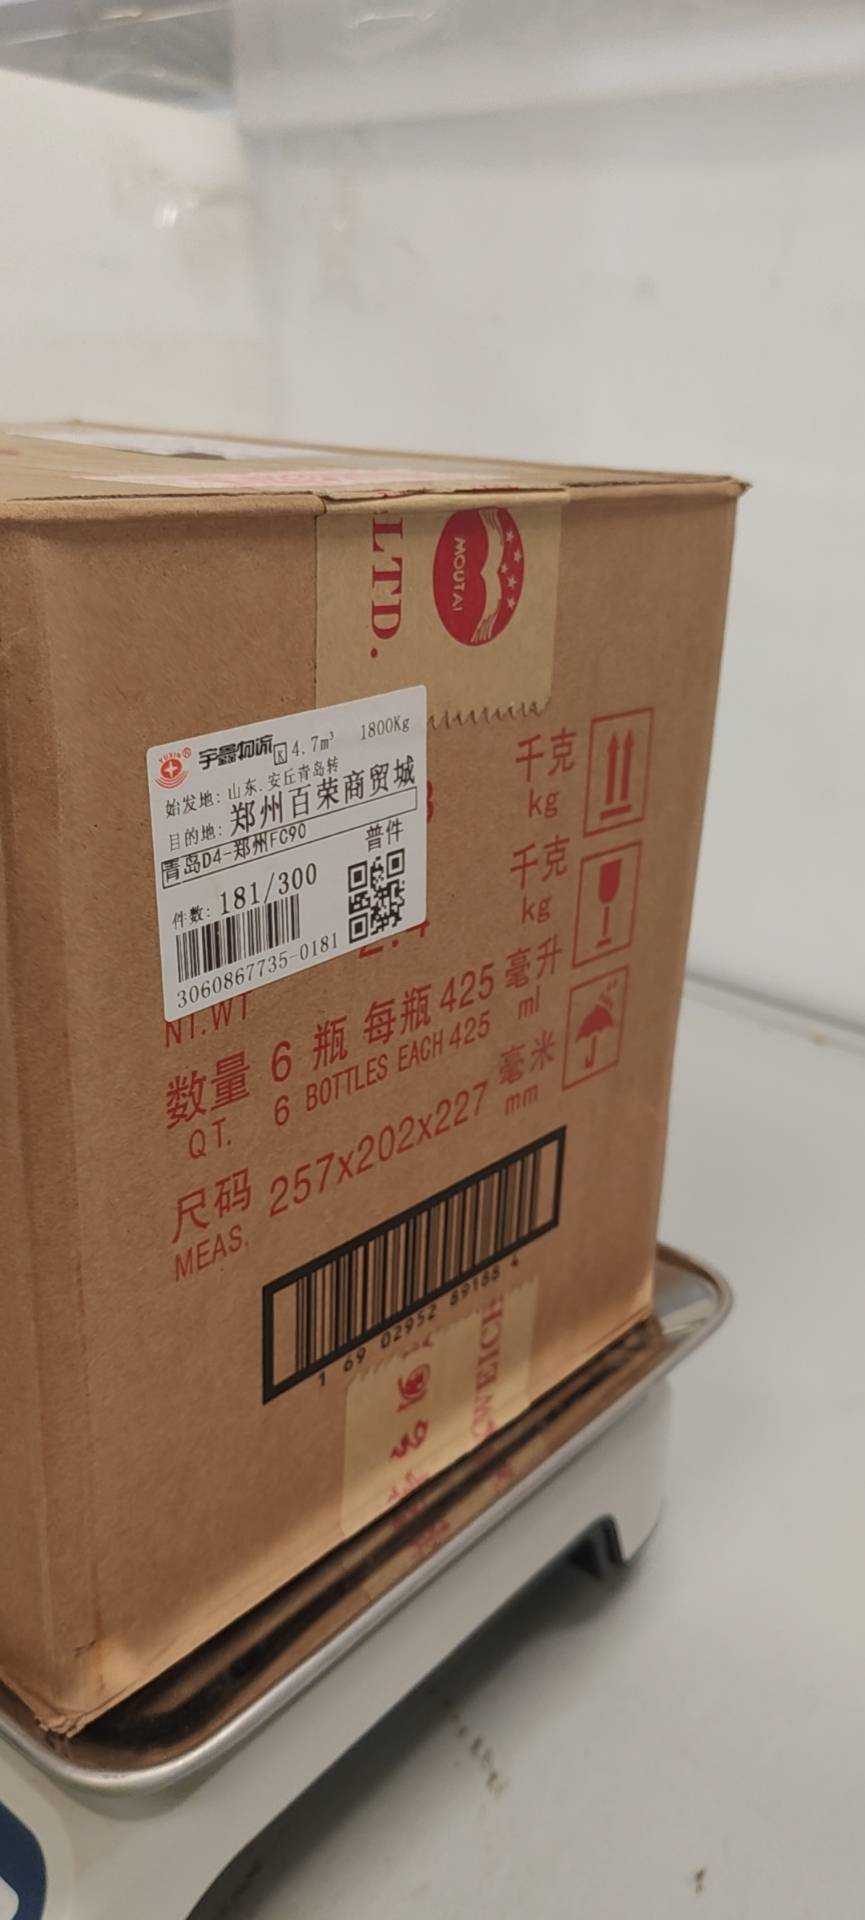 LTD.
MOUTAI
YUXIN®
宇鑫物流 区 4.7m³ 1800Kg
始发地: 山东.安丘青岛转
目的地: 郑州百荣商贸城
青岛D4-郑州FC90
普件
件数: 181/300
3060867735-0181
千克
kg
千克
kg
NT.WT
数量 6 瓶 每瓶 425 毫升
QT. 6 BOTTLES EACH 425 ml
尺码 257x202x227 毫米
MEAS. mm
1 69 02952 89188 4